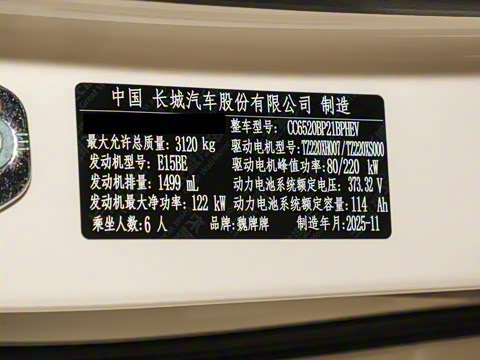 中国 长城汽车股份有限公司 制造
整车型号: CC6520BP21BPHEV
最大允许总质量: 3120 kg 驱动电机型号: TZ220XH007/TZ220XS000
发动机型号: E15BE 驱动电机峰值功率: 80/220 kW
发动机排量: 1499 mL 动力电池系统额定电压: 373.32 V
发动机最大净功率: 122 kW 动力电池系统额定容量: 114 Ah
乘坐人数: 6 人 品牌: 魏牌牌 制造年月: 2025-11